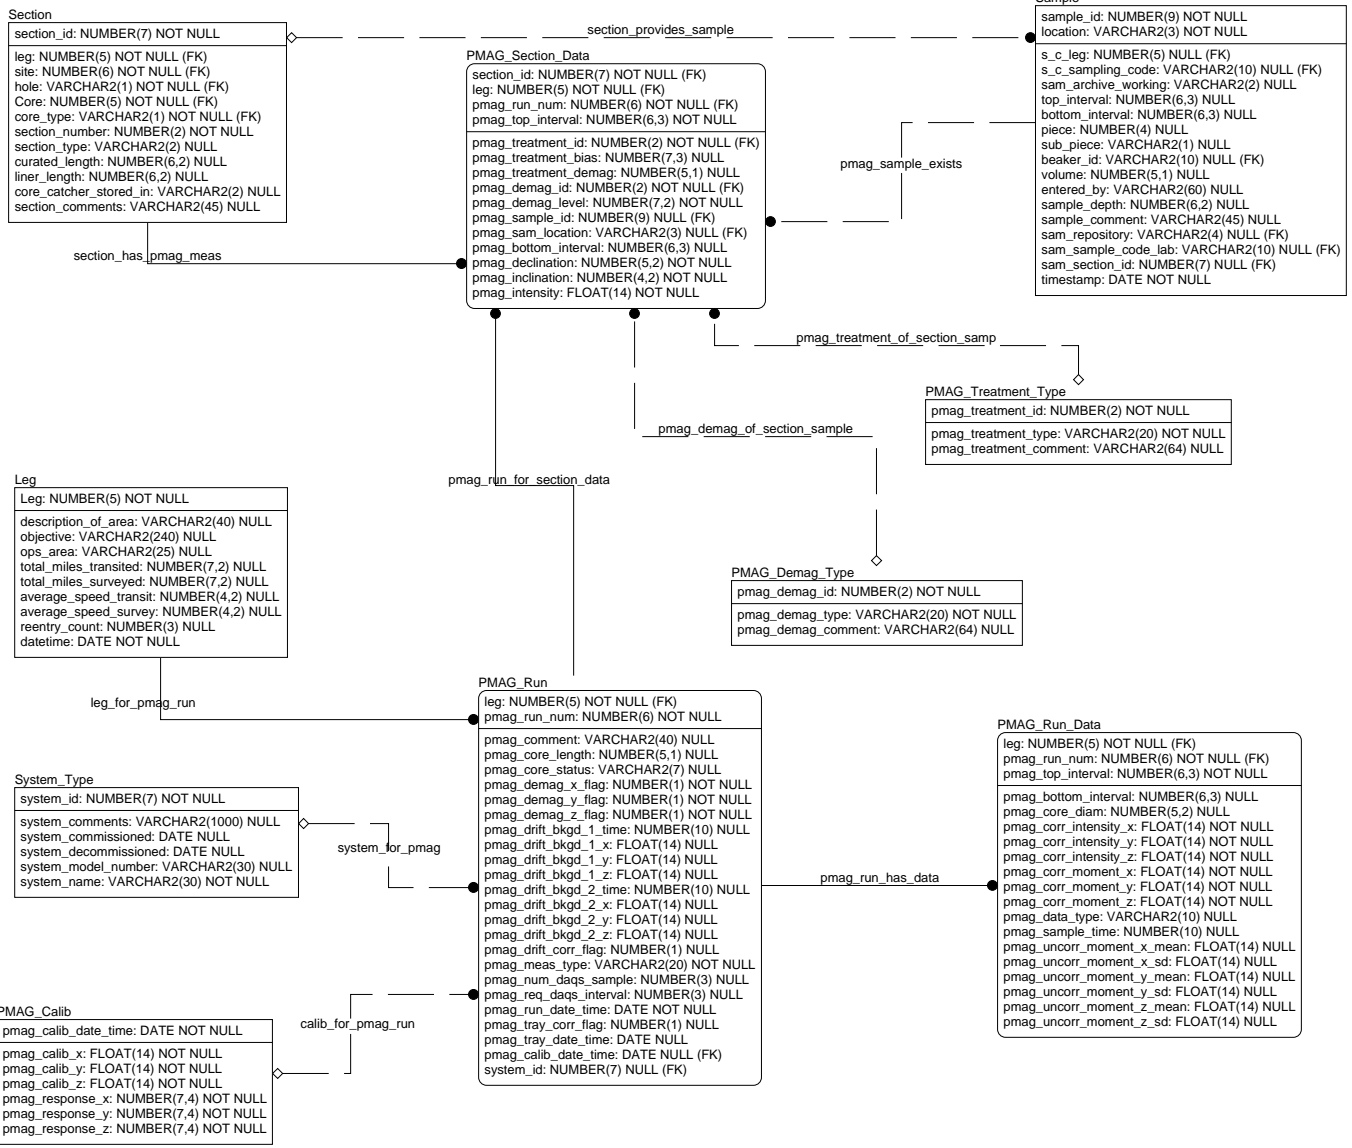 Section
section_id: NUMBER(7) NOT NULL
leg: NUMBER(5) NOT NULL (FK)
site: NUMBER(6) NOT NULL (FK)
hole: VARCHAR2(1) NOT NULL (FK)
Core: NUMBER(5) NOT NULL (FK)
core_type: VARCHAR2(1) NOT NULL (FK)
section_number: NUMBER(2) NOT NULL
section_type: VARCHAR2(2) NULL
curated_length: NUMBER(6,2) NULL
liner_length: NUMBER(6,2) NULL
core_catcher_stored_in: VARCHAR2(2) NULL
section_comments: VARCHAR2(45) NULL
section_provides_sample
PMAG_Section_Data
section_id: NUMBER(7) NOT NULL (FK)
leg: NUMBER(5) NOT NULL (FK)
pmag_run_num: NUMBER(6) NOT NULL (FK)
pmag_top_interval: NUMBER(6,3) NOT NULL
pmag_treatment_id: NUMBER(2) NOT NULL (FK)
pmag_treatment_bias: NUMBER(7,3) NULL
pmag_treatment_demag: NUMBER(5,1) NULL
pmag_demag_id: NUMBER(2) NOT NULL (FK)
pmag_demag_level: NUMBER(7,2) NOT NULL
pmag_sample_id: NUMBER(9) NULL (FK)
pmag_sam_location: VARCHAR2(3) NULL (FK)
pmag_bottom_interval: NUMBER(6,3) NULL
pmag_declination: NUMBER(5,2) NOT NULL
pmag_inclination: NUMBER(4,2) NOT NULL
pmag_intensity: FLOAT(14) NOT NULL
Sample
sample_id: NUMBER(9) NOT NULL
location: VARCHAR2(3) NOT NULL
s_c_leg: NUMBER(5) NULL (FK)
s_c_sampling_code: VARCHAR2(10) NULL (FK)
sam_archive_working: VARCHAR2(2) NULL
top_interval: NUMBER(6,3) NULL
bottom_interval: NUMBER(6,3) NULL
piece: NUMBER(4) NULL
sub_piece: VARCHAR2(1) NULL
beaker_id: VARCHAR2(10) NULL (FK)
volume: NUMBER(5,1) NULL
entered_by: VARCHAR2(60) NULL
sample_depth: NUMBER(6,2) NULL
sample_comment: VARCHAR2(45) NULL
sam_repository: VARCHAR2(4) NULL (FK)
sam_sample_code_lab: VARCHAR2(10) NULL (FK)
sam_section_id: NUMBER(7) NULL (FK)
timestamp: DATE NOT NULL
pmag_sample_exists
section_has_pmag_meas
pmag_treatment_of_section_samp
PMAG_Treatment_Type
pmag_treatment_id: NUMBER(2) NOT NULL
pmag_treatment_type: VARCHAR2(20) NOT NULL
pmag_treatment_comment: VARCHAR2(64) NULL
pmag_demag_of_section_sample
pmag_run_for_section_data
Leg
Leg: NUMBER(5) NOT NULL
description_of_area: VARCHAR2(40) NULL
objective: VARCHAR2(240) NULL
ops_area: VARCHAR2(25) NULL
total_miles_transited: NUMBER(7,2) NULL
total_miles_surveyed: NUMBER(7,2) NULL
average_speed_transit: NUMBER(4,2) NULL
average_speed_survey: NUMBER(4,2) NULL
reentry_count: NUMBER(3) NULL
datetime: DATE NOT NULL
PMAG_Demag_Type
pmag_demag_id: NUMBER(2) NOT NULL
pmag_demag_type: VARCHAR2(20) NOT NULL
pmag_demag_comment: VARCHAR2(64) NULL
leg_for_pmag_run
PMAG_Run
leg: NUMBER(5) NOT NULL (FK)
pmag_run_num: NUMBER(6) NOT NULL
pmag_comment: VARCHAR2(40) NULL
pmag_core_length: NUMBER(5,1) NULL
pmag_core_status: VARCHAR2(7) NULL
pmag_demag_x_flag: NUMBER(1) NOT NULL
pmag_demag_y_flag: NUMBER(1) NOT NULL
pmag_demag_z_flag: NUMBER(1) NOT NULL
pmag_drift_bkgd_1_time: NUMBER(10) NULL
pmag_drift_bkgd_1_x: FLOAT(14) NULL
pmag_drift_bkgd_1_y: FLOAT(14) NULL
pmag_drift_bkgd_1_z: FLOAT(14) NULL
pmag_drift_bkgd_2_time: NUMBER(10) NULL
pmag_drift_bkgd_2_x: FLOAT(14) NULL
pmag_drift_bkgd_2_y: FLOAT(14) NULL
pmag_drift_bkgd_2_z: FLOAT(14) NULL
pmag_drift_corr_flag: NUMBER(1) NULL
pmag_meas_type: VARCHAR2(20) NOT NULL
pmag_num_daqs_sample: NUMBER(3) NULL
pmag_req_daqs_interval: NUMBER(3) NULL
pmag_run_date_time: DATE NOT NULL
pmag_tray_corr_flag: NUMBER(1) NULL
pmag_tray_date_time: DATE NULL
pmag_calib_date_time: DATE NULL (FK)
system_id: NUMBER(7) NULL (FK)
System_Type
system_id: NUMBER(7) NOT NULL
system_comments: VARCHAR2(1000) NULL
system_commissioned: DATE NULL
system_decommissioned: DATE NULL
system_model_number: VARCHAR2(30) NULL
system_name: VARCHAR2(30) NOT NULL
system_for_pmag
pmag_run_has_data
PMAG_Run_Data
leg: NUMBER(5) NOT NULL (FK)
pmag_run_num: NUMBER(6) NOT NULL (FK)
pmag_top_interval: NUMBER(6,3) NOT NULL
pmag_bottom_interval: NUMBER(6,3) NULL
pmag_core_diam: NUMBER(5,2) NULL
pmag_corr_intensity_x: FLOAT(14) NOT NULL
pmag_corr_intensity_y: FLOAT(14) NOT NULL
pmag_corr_intensity_z: FLOAT(14) NOT NULL
pmag_corr_moment_x: FLOAT(14) NOT NULL
pmag_corr_moment_y: FLOAT(14) NOT NULL
pmag_corr_moment_z: FLOAT(14) NOT NULL
pmag_data_type: VARCHAR2(10) NULL
pmag_sample_time: NUMBER(10) NULL
pmag_uncorr_moment_x_mean: FLOAT(14) NULL
pmag_uncorr_moment_x_sd: FLOAT(14) NULL
pmag_uncorr_moment_y_mean: FLOAT(14) NULL
pmag_uncorr_moment_y_sd: FLOAT(14) NULL
pmag_uncorr_moment_z_mean: FLOAT(14) NULL
pmag_uncorr_moment_z_sd: FLOAT(14) NULL
PMAG_Calib
pmag_calib_date_time: DATE NOT NULL
pmag_calib_x: FLOAT(14) NOT NULL
pmag_calib_y: FLOAT(14) NOT NULL
pmag_calib_z: FLOAT(14) NOT NULL
pmag_response_x: NUMBER(7,4) NOT NULL
pmag_response_y: NUMBER(7,4) NOT NULL
pmag_response_z: NUMBER(7,4) NOT NULL
calib_for_pmag_run